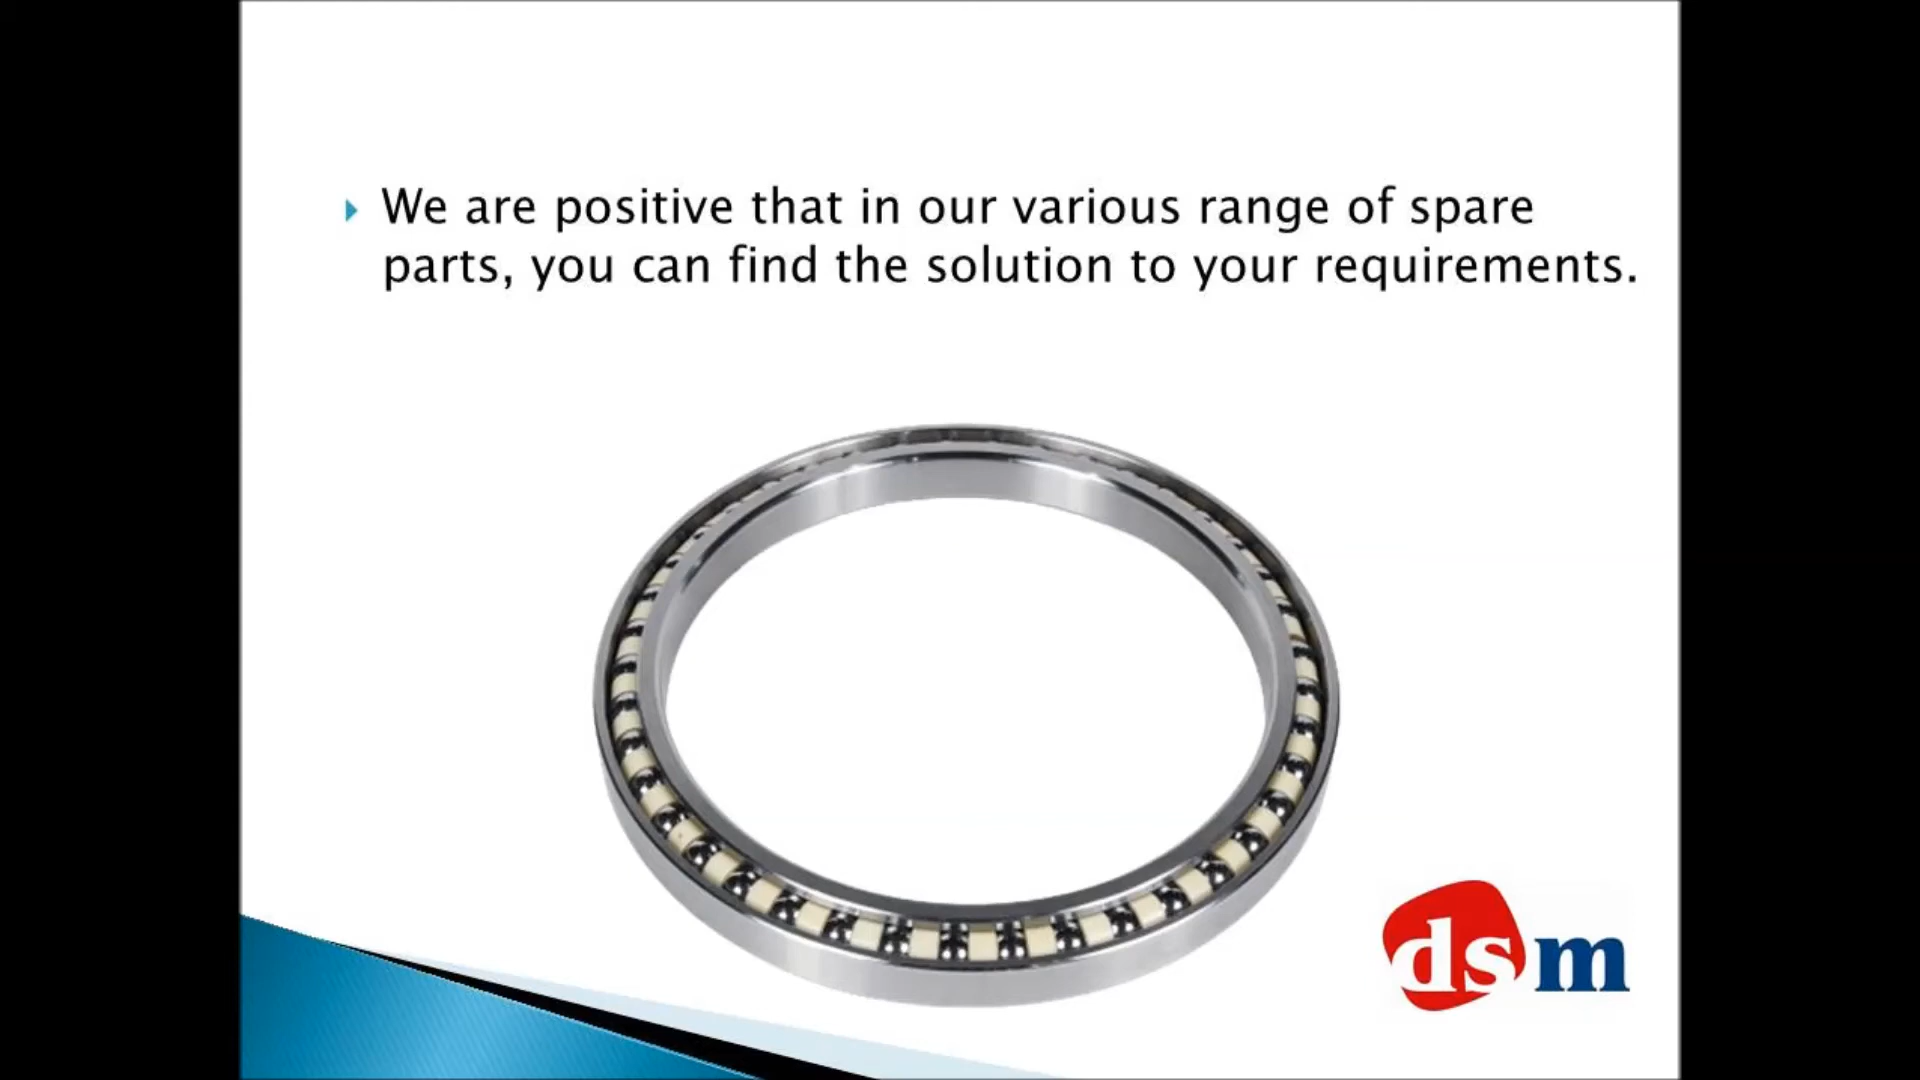 We are positive that in our various range of spare
parts, you can find the solution to your requirements.
dsm